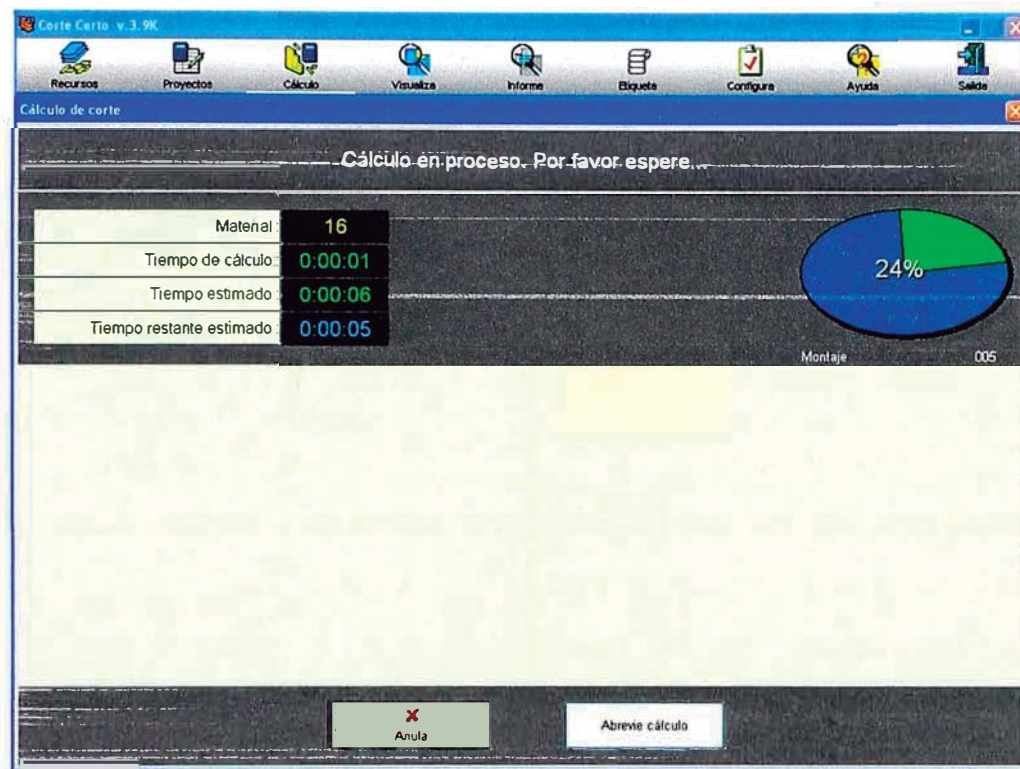 Corte Certo v.3.9K
Recursos Proyectos Cálculo Visualiza Informe Etiqueta Configura Ayuda Salida
Cálculo de corte
Cálculo en proceso. Por favor espere...
Material : 16
Tiempo de cálculo : 0:00:01
Tiempo estimado : 0:00:06
Tiempo restante estimado : 0:00:05
24%
Montaje 005
Anula Abrevie cálculo